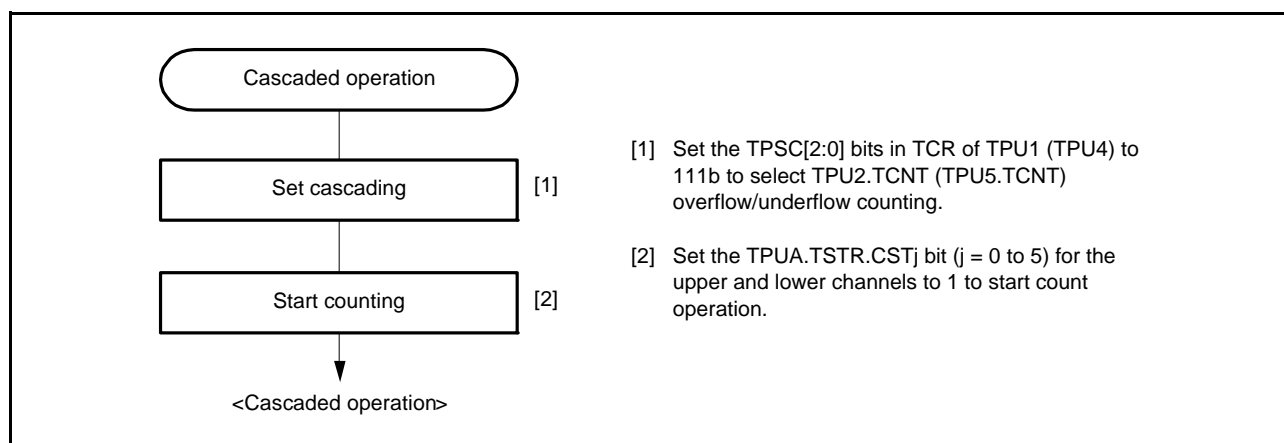 Cascaded operation
Set cascading
[1]
Start counting
[2]
<Cascaded operation>
[1] Set the TPSC[2:0] bits in TCR of TPU1 (TPU4) to
111b to select TPU2.TCNT (TPU5.TCNT)
overflow/underflow counting.
[2] Set the TPUA.TSTR.CSTj bit (j = 0 to 5) for the
upper and lower channels to 1 to start count
operation.